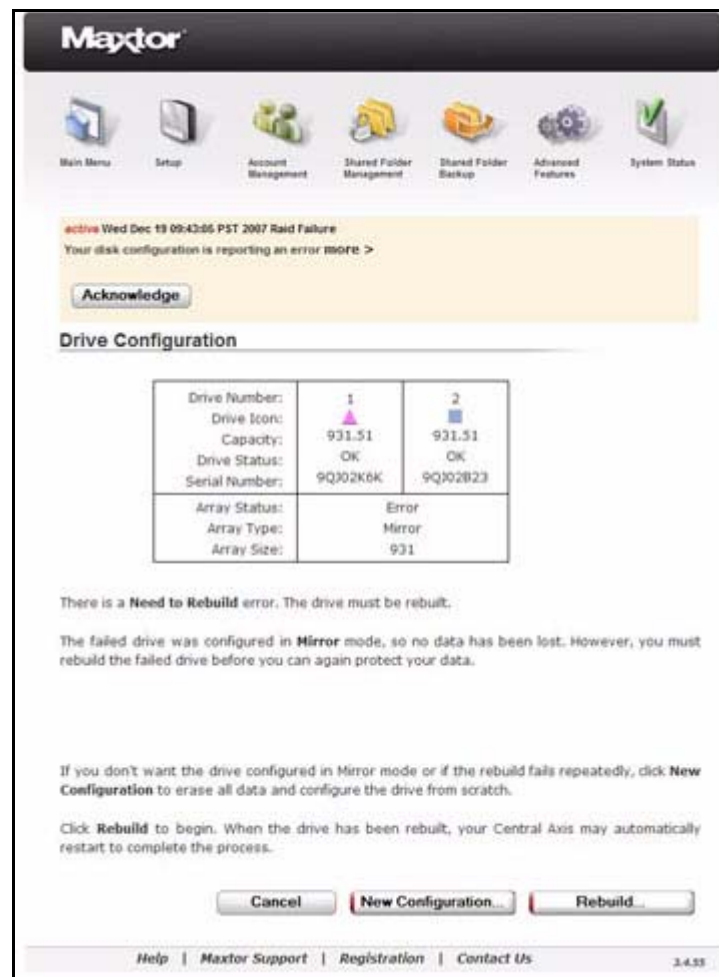 Maxtor
Main Menu
Setup
Account Management
Shared Folder Management
Shared Folder Backup
Advanced Features
System Status
active Wed Dec 19 09:43:05 PST 2007 Raid Failure
Your disk configuration is reporting an error more >
Acknowledge
Drive Configuration
Drive Number: 1 2
Drive Icon:
Capacity: 931.51 931.51
Drive Status: OK OK
Serial Number: 9QJ02K6K 9QJ02B23
Array Status: Error
Array Type: Mirror
Array Size: 931
There is a Need to Rebuild error. The drive must be rebuilt.
The failed drive was configured in Mirror mode, so no data has been lost. However, you must
rebuild the failed drive before you can again protect your data.
If you don't want the drive configured in Mirror mode or if the rebuild fails repeatedly, click New
Configuration to erase all data and configure the drive from scratch.
Click Rebuild to begin. When the drive has been rebuilt, your Central Axis may automatically
restart to complete the process.
Cancel
New Configuration...
Rebuild...
Help | Maxtor Support | Registration | Contact Us
3.4.55